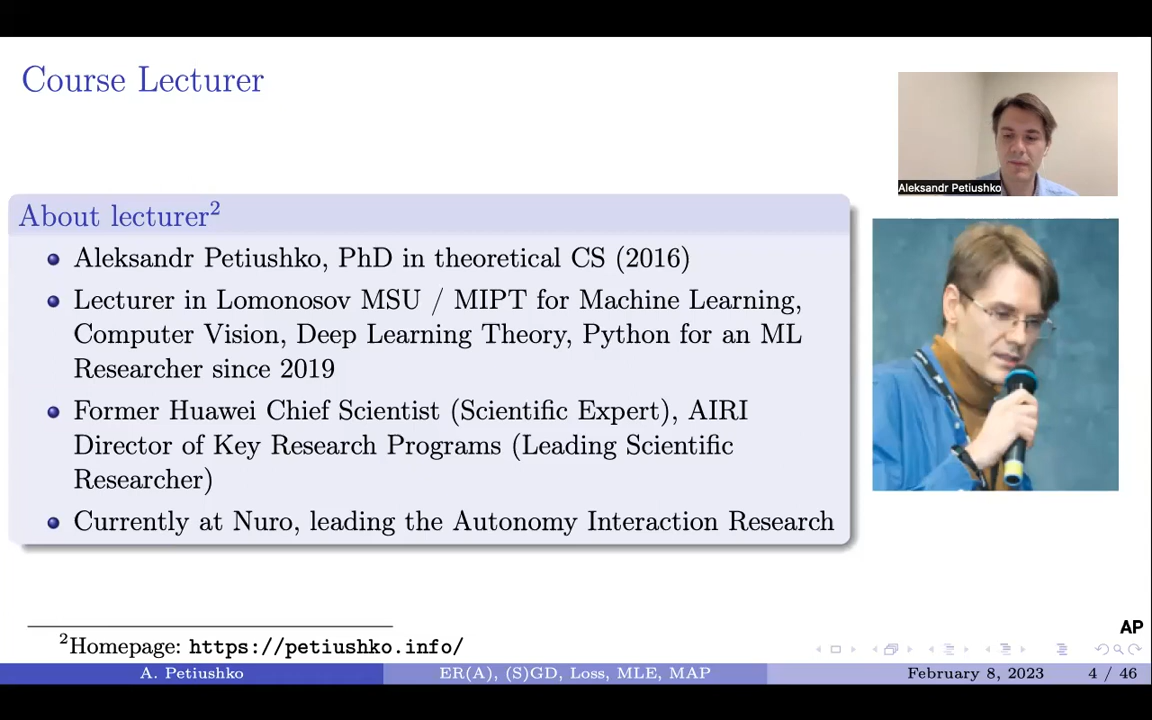 Course Lecturer
Aleksandr Petiushko
About lecturer²
Aleksandr Petiushko, PhD in theoretical CS (2016)
Lecturer in Lomonosov MSU / MIPT for Machine Learning,
Computer Vision, Deep Learning Theory, Python for an ML
Researcher since 2019
Former Huawei Chief Scientist (Scientific Expert), AIRI
Director of Key Research Programs (Leading Scientific
Researcher)
Currently at Nuro, leading the Autonomy Interaction Research
²Homepage: https://petiushko.info/
AP
A. Petiushko ER(A), (S)GD, Loss, MLE, MAP February 8, 2023 4 / 46